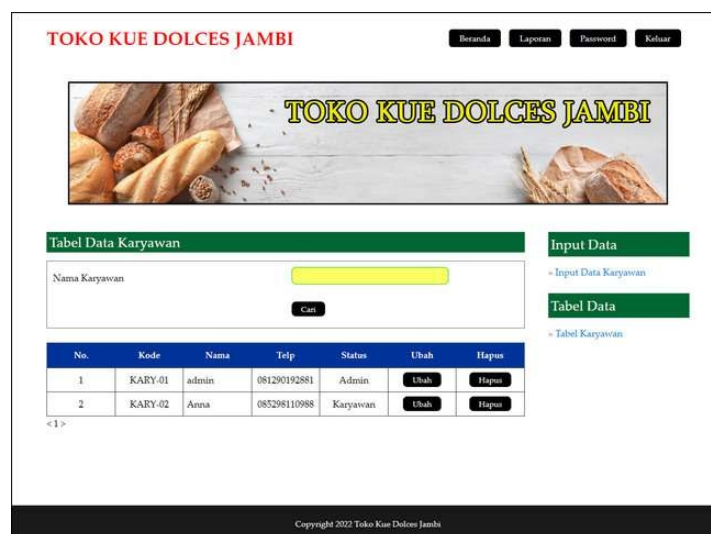 TOKO KUE DOLCES JAMBI
Beranda Laporan Password Keluar
TOKO KUE DOLCES JAMBI
Tabel Data Karyawan
Nama Karyawan
Cari
No. Kode Nama Telp Status Ubah Hapus
1 KARY-01 admin 081290192881 Admin Ubah Hapus
2 KARY-02 Anna 085298110988 Karyawan Ubah Hapus
< 1 >
Input Data
» Input Data Karyawan
Tabel Data
» Tabel Karyawan
Copyright 2022 Toko Kue Dolces Jambi